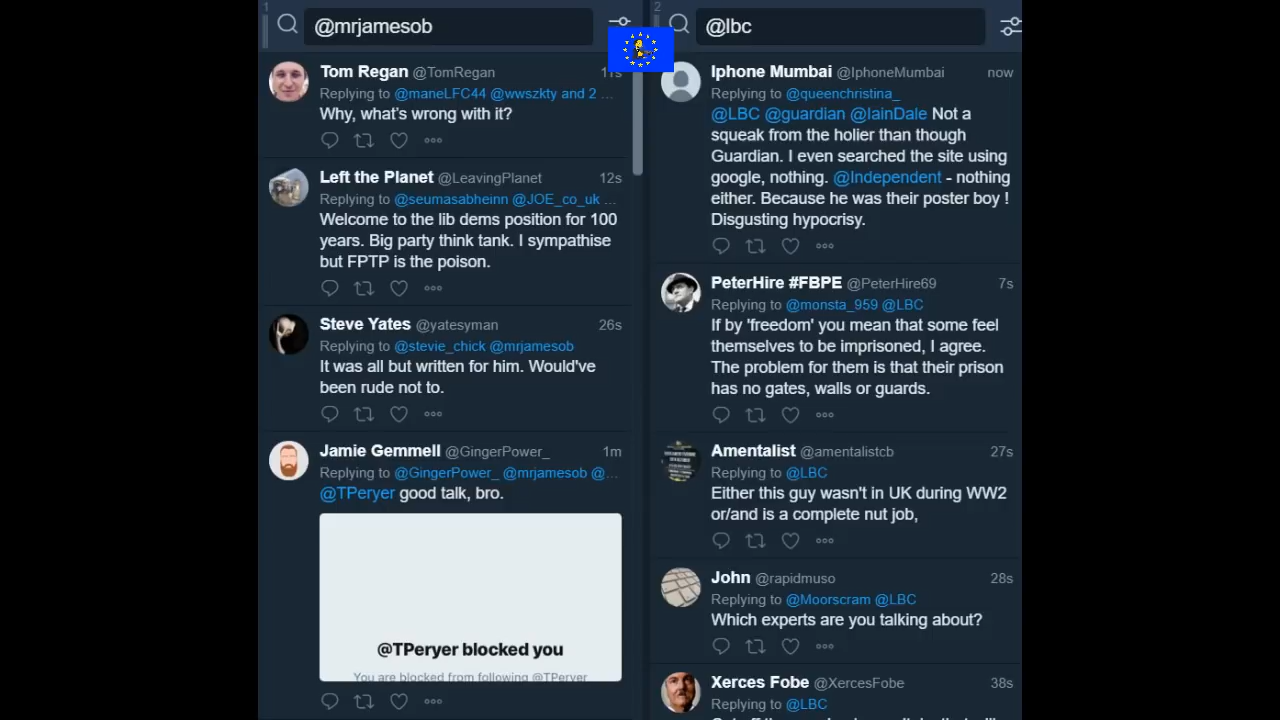 1
@mrjamesob
Tom Regan @TomRegan 11s
Replying to @maneLFC44 @wwszkty and 2 ...
Why, what's wrong with it?
Left the Planet @LeavingPlanet 12s
Replying to @seumasabheinn @JOE_co_uk ...
Welcome to the lib dems position for 100
years. Big party think tank. I sympathise
but FPTP is the poison.
Steve Yates @yatesyman 26s
Replying to @stevie_chick @mrjamesob
It was all but written for him. Would've
been rude not to.
Jamie Gemmell @GingerPower_ 1m
Replying to @GingerPower_ @mrjamesob @...
@TPeryer good talk, bro.
@TPeryer blocked you
You are blocked from following @TPeryer
2
@lbc
Iphone Mumbai @IphoneMumbai now
Replying to @queenchristina_
@LBC @guardian @IainDale Not a
squeak from the holier than though
Guardian. I even searched the site using
google, nothing. @Independent - nothing
either. Because he was their poster boy !
Disgusting hypocrisy.
PeterHire #FBPE @PeterHire69 7s
Replying to @monsta_959 @LBC
If by 'freedom' you mean that some feel
themselves to be imprisoned, I agree.
The problem for them is that their prison
has no gates, walls or guards.
Amentalist @amentalistcb 27s
Replying to @LBC
Either this guy wasn't in UK during WW2
or/and is a complete nut job,
John @rapidmuso 28s
Replying to @Moorscram @LBC
Which experts are you talking about?
Xerces Fobe @XercesFobe 38s
Replying to @LBC